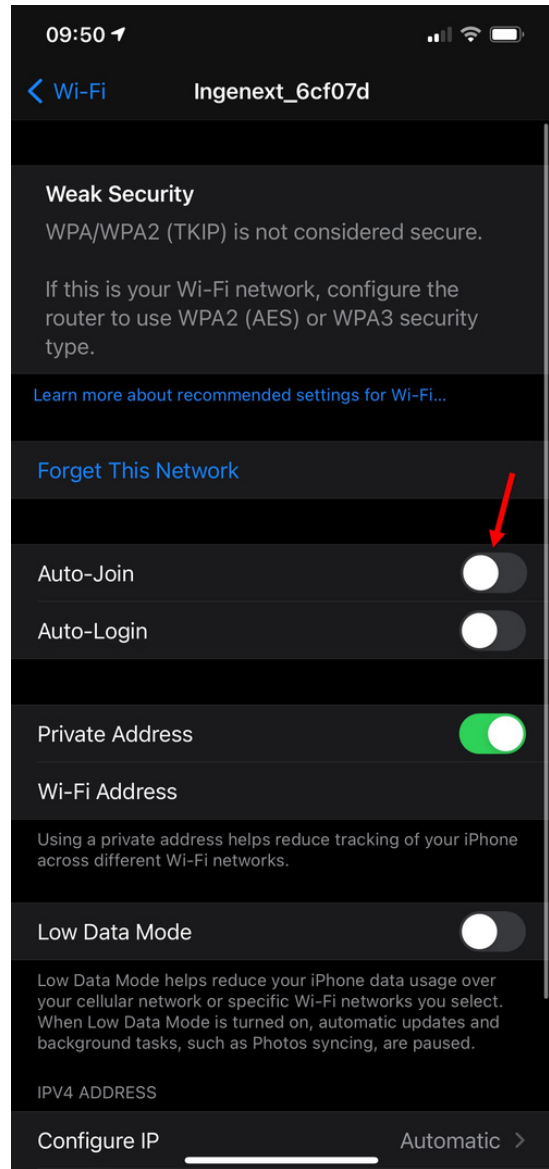 09:50
Wi-Fi
Ingenext_6cf07d
Weak Security
WPA/WPA2 (TKIP) is not considered secure.
If this is your Wi-Fi network, configure the
router to use WPA2 (AES) or WPA3 security
type.
Learn more about recommended settings for Wi-Fi...
Forget This Network
Auto-Join
Auto-Login
Private Address
Wi-Fi Address
Using a private address helps reduce tracking of your iPhone
across different Wi-Fi networks.
Low Data Mode
Low Data Mode helps reduce your iPhone data usage over
your cellular network or specific Wi-Fi networks you select.
When Low Data Mode is turned on, automatic updates and
background tasks, such as Photos syncing, are paused.
IPV4 ADDRESS
Configure IP Automatic